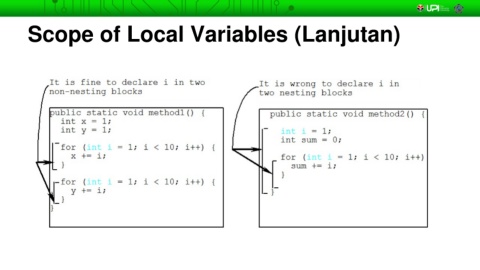 UPI
Scope of Local Variables (Lanjutan)
It is fine to declare i in two
non-nesting blocks
public static void method1() {
int x = 1;
int y = 1;
for (int i = 1; i < 10; i++) {
x += i;
}
for (int i = 1; i < 10; i++) {
y += i;
}
}
It is wrong to declare i in
two nesting blocks
public static void method2() {
int i = 1;
int sum = 0;
for (int i = 1; i < 10; i++)
sum += i;
}
}